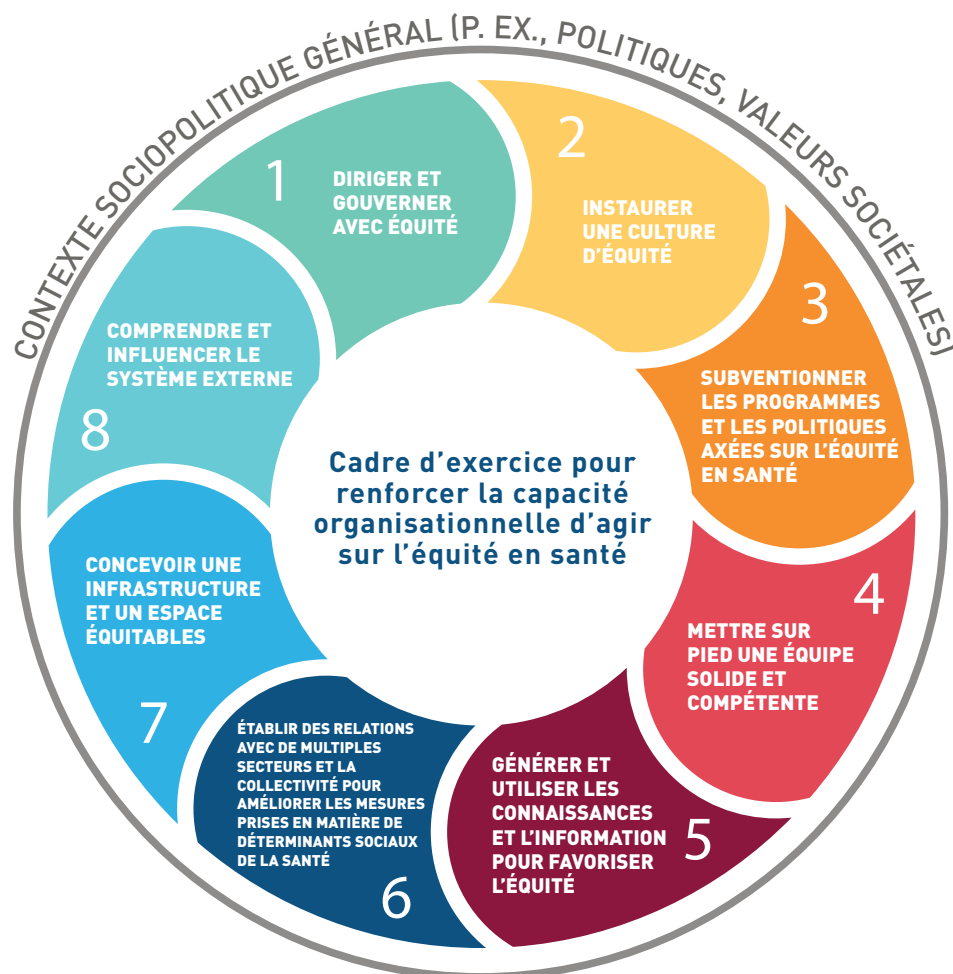 CONTEXTE SOCIOPOLITIQUE GÉNÉRAL (P. EX., POLITIQUES, VALEURS SOCIÉTALES)
1
DIRIGER ET
GOUVERNER
AVEC ÉQUITÉ
2
INSTAURER
UNE CULTURE
D'ÉQUITÉ
3
SUBVENTIONNER
LES PROGRAMMES
ET LES POLITIQUES
AXÉES SUR L'ÉQUITÉ
EN SANTÉ
4
METTRE SUR
PIED UNE ÉQUIPE
SOLIDE ET
COMPÉTENTE
5
GÉNÉRER ET
UTILISER LES
CONNAISSANCES
ET L'INFORMATION
POUR FAVORISER
L'ÉQUITÉ
6
ÉTABLIR DES RELATIONS
AVEC DE MULTIPLES
SECTEURS ET LA
COLLECTIVITÉ POUR
AMÉLIORER LES MESURES
PRISES EN MATIÈRE DE
DÉTERMINANTS SOCIAUX
DE LA SANTÉ
7
CONCEVOIR UNE
INFRASTRUCTURE
ET UN ESPACE
ÉQUITABLES
8
COMPRENDRE ET
INFLUENCER LE
SYSTÈME EXTERNE
Cadre d'exercice pour
renforcer la capacité
organisationnelle d'agir
sur l'équité en santé